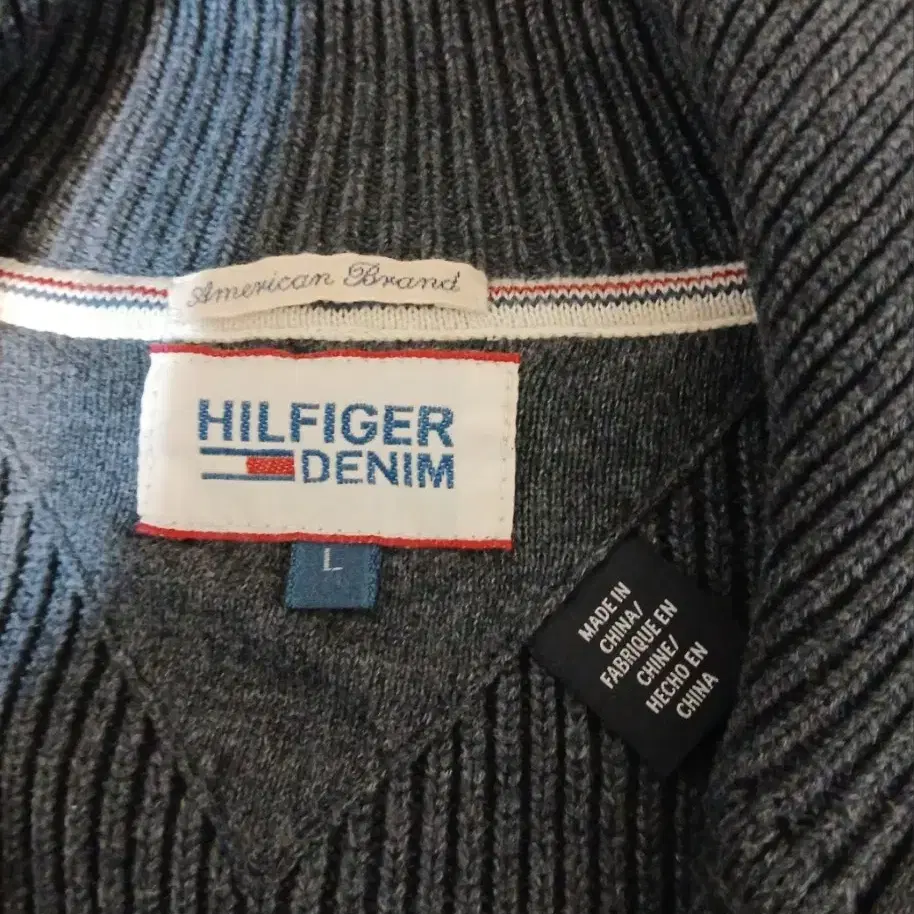 American Brand
HILFIGER
DENIM
L
MADE IN
CHINA/
FABRIQUE EN
CHINE/
HECHO EN
CHINA